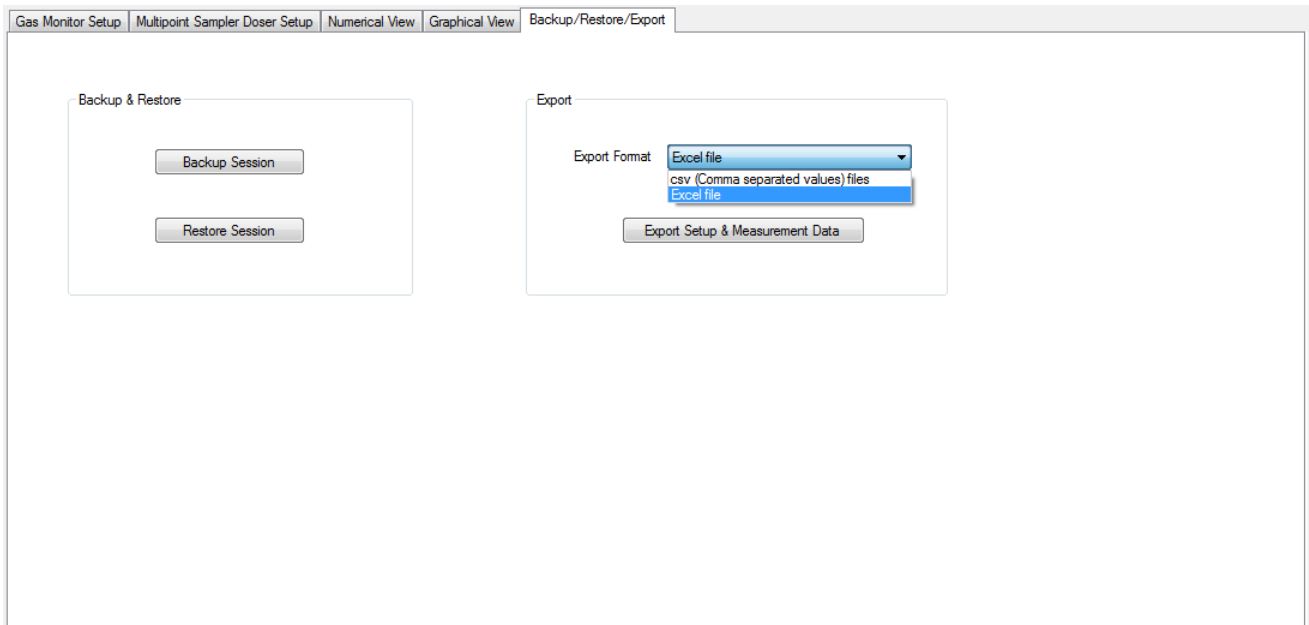 Gas Monitor Setup Multipoint Sampler Doser Setup Numerical View Graphical View Backup/Restore/Export
Backup & Restore
Backup Session
Restore Session
Export
Export Format Excel file
csv (Comma separated values) files
Excel file
Export Setup & Measurement Data